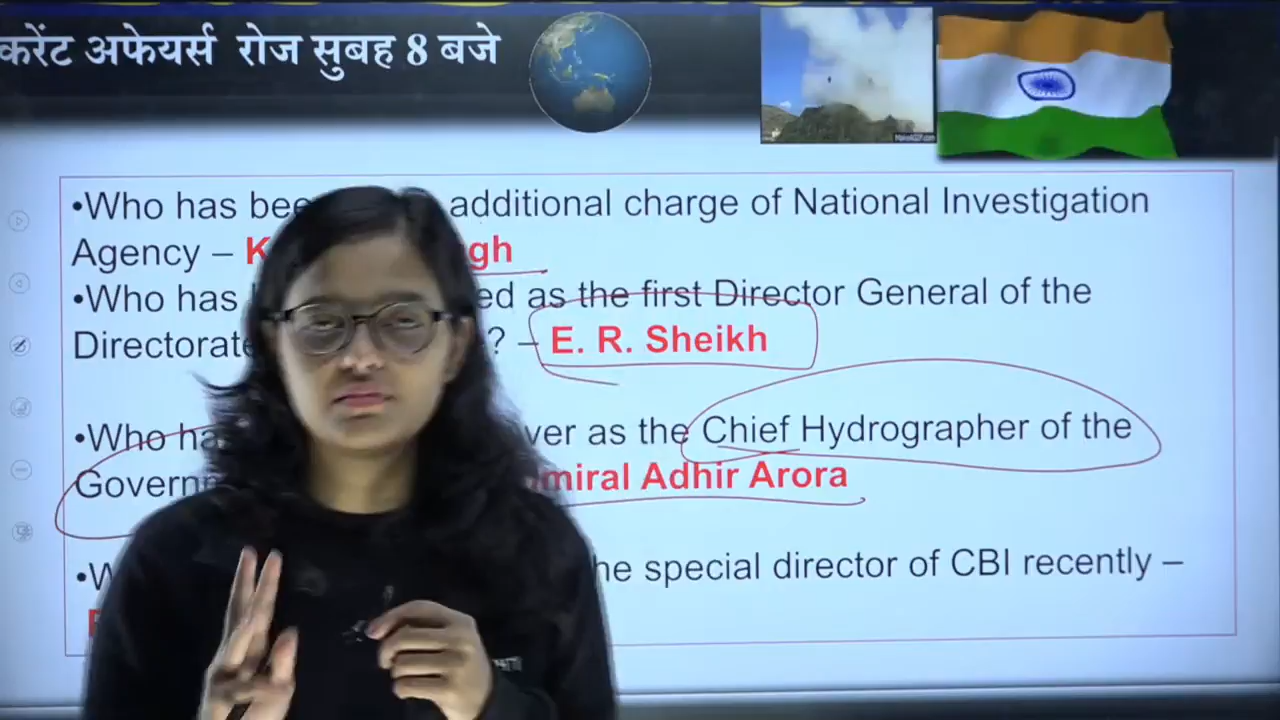 करेंट अफेयर्स रोज सुबह 8 बजे
•Who has bee additional charge of National Investigation
Agency – K gh
•Who has ed as the first Director General of the
Directorate ? – E. R. Sheikh
•Who ha ver as the Chief Hydrographer of the
Governm miral Adhir Arora
•W he special director of CBI recently –